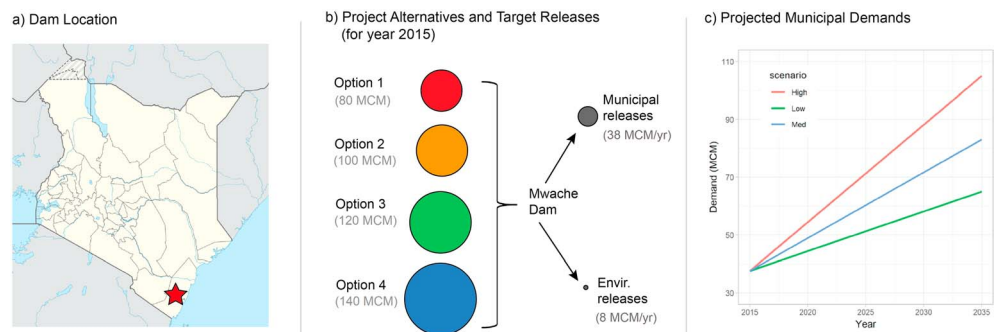 a) Dam Location
b) Project Alternatives and Target Releases
(for year 2015)
Option 1
(80 MCM)
Option 2
(100 MCM)
Option 3
(120 MCM)
Option 4
(140 MCM)
Mwache
Dam
Municipal
releases
(38 MCM/yr)
Envir.
releases
(8 MCM/yr)
c) Projected Municipal Demands
scenario
High
Low
Med
Demand (MCM)
110
90
70
50
30
2015
2020
2025
2030
2035
Year